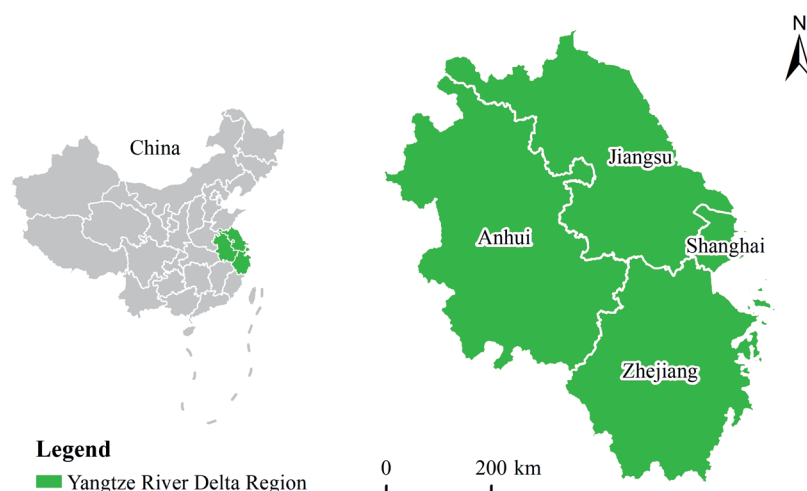 N
China
Jiangsu
Anhui
Shanghai
Zhejiang
Legend
Yangtze River Delta Region
0 200 km